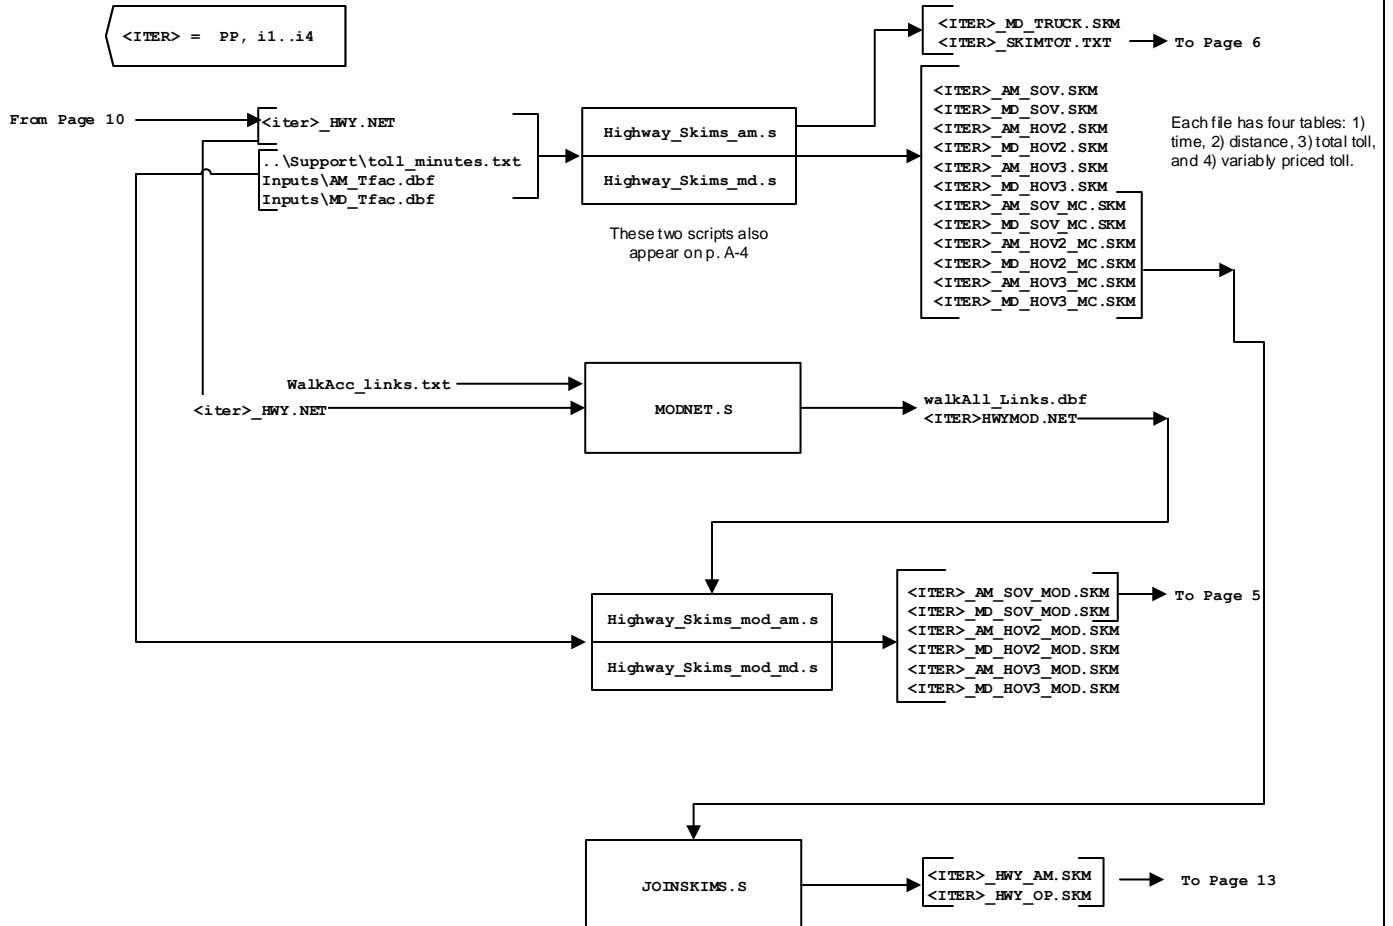 <ITER> = PP, i1..i4
<ITER>_MD_TRUCK.SKM
<ITER>_SKIMTOT.TXT
To Page 6
From Page 10
<iter>_HWY.NET
..\Support\toll_minutes.txt
Inputs\AM_Tfac.dbf
Inputs\MD_Tfac.dbf
Highway_Skims_am.s
Highway_Skims_md.s
These two scripts also
appear on p. A-4
<ITER>_AM_SOV.SKM
<ITER>_MD_SOV.SKM
<ITER>_AM_HOV2.SKM
<ITER>_MD_HOV2.SKM
<ITER>_AM_HOV3.SKM
<ITER>_MD_HOV3.SKM
<ITER>_AM_SOV_MC.SKM
<ITER>_MD_SOV_MC.SKM
<ITER>_AM_HOV2_MC.SKM
<ITER>_MD_HOV2_MC.SKM
<ITER>_AM_HOV3_MC.SKM
<ITER>_MD_HOV3_MC.SKM
Each file has four tables: 1)
time, 2) distance, 3) total toll,
and 4) variably priced toll.
WalkAcc_links.txt
<iter>_HWY.NET
MODNET.S
walkAll_Links.dbf
<ITER>HWYMOD.NET
Highway_Skims_mod_am.s
Highway_Skims_mod_md.s
<ITER>_AM_SOV_MOD.SKM
<ITER>_MD_SOV_MOD.SKM
<ITER>_AM_HOV2_MOD.SKM
<ITER>_MD_HOV2_MOD.SKM
<ITER>_AM_HOV3_MOD.SKM
<ITER>_MD_HOV3_MOD.SKM
To Page 5
JOINSKIMS.S
<ITER>_HWY_AM.SKM
<ITER>_HWY_OP.SKM
To Page 13